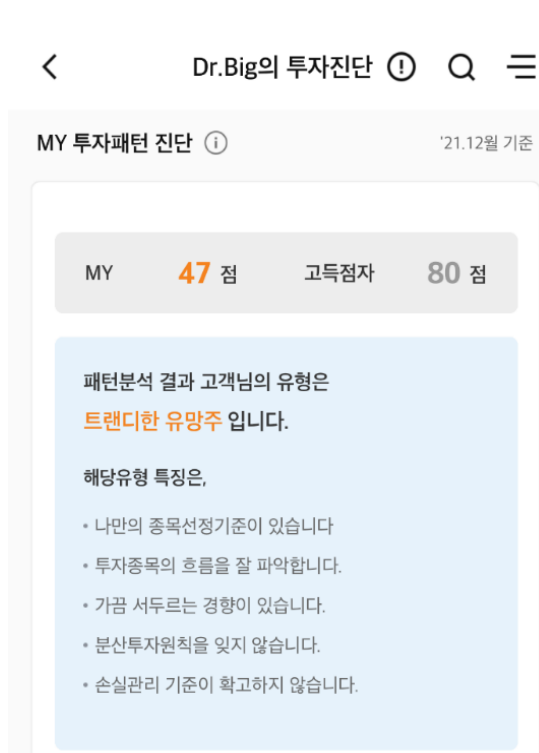 Dr.Big의 투자진단
MY 투자패턴 진단
'21.12월 기준
MY 47 점 고득점자 80 점
패턴분석 결과 고객님의 유형은
트랜디한 유망주 입니다.
해당유형 특징은,
• 나만의 종목선정기준이 있습니다
• 투자종목의 흐름을 잘 파악합니다.
• 가끔 서두르는 경향이 있습니다.
• 분산투자원칙을 잊지 않습니다.
• 손실관리 기준이 확고하지 않습니다.